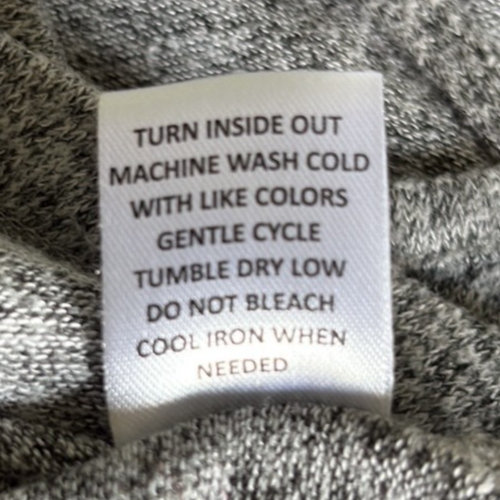 TURN INSIDE OUT
MACHINE WASH COLD
WITH LIKE COLORS
GENTLE CYCLE
TUMBLE DRY LOW
DO NOT BLEACH
COOL IRON WHEN
NEEDED